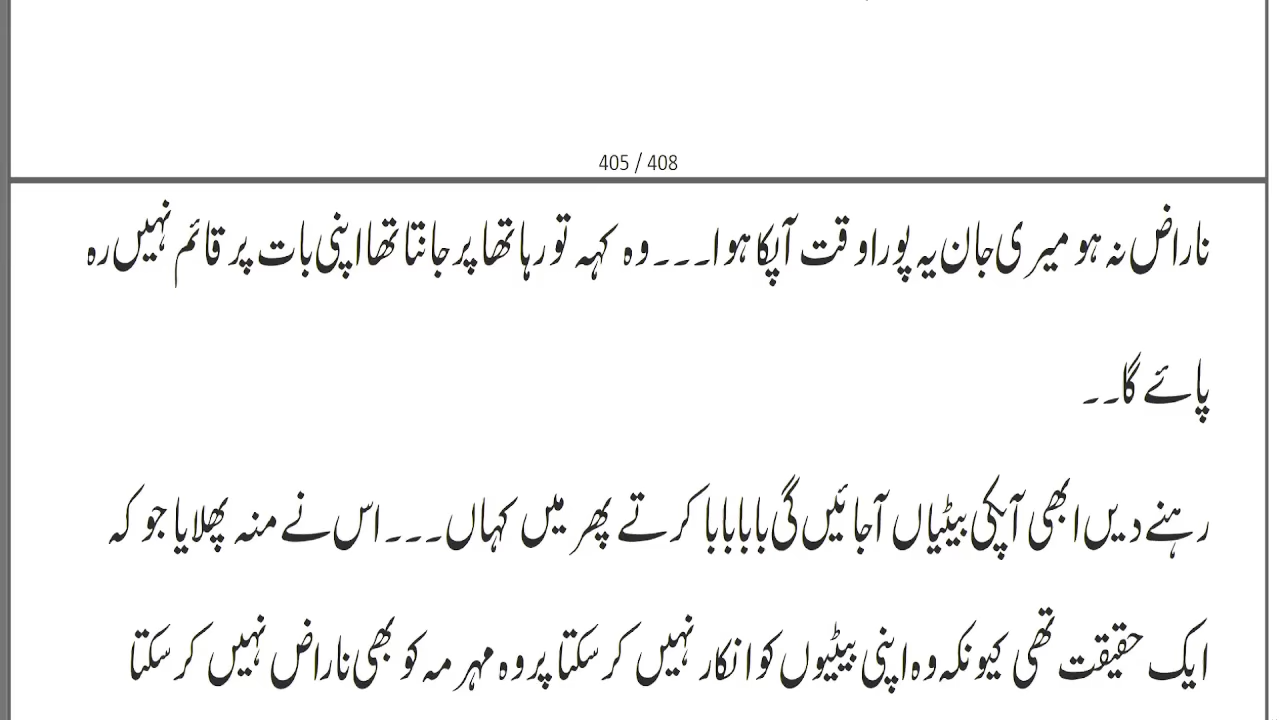 405 / 408
ناراض نہ ہو میری جان یہ پورا وقت آپکا ہوا۔۔۔ وہ کہہ تو رہا تھا پر جانتا تھا اپنی بات پر قائم نہیں رہ
پائے گا۔۔
رہنے دیں ابھی آپکی بیٹیاں آجائیں گی بابابابا کرتے پھر میں کہاں۔۔۔ اس نے منہ پھلایا جو کہ
ایک حقیقت تھی کیونکہ وہ اپنی بیٹیوں کو انکار نہیں کر سکتا پر وہ مہرمہ کو بھی ناراض نہیں کر سکتا